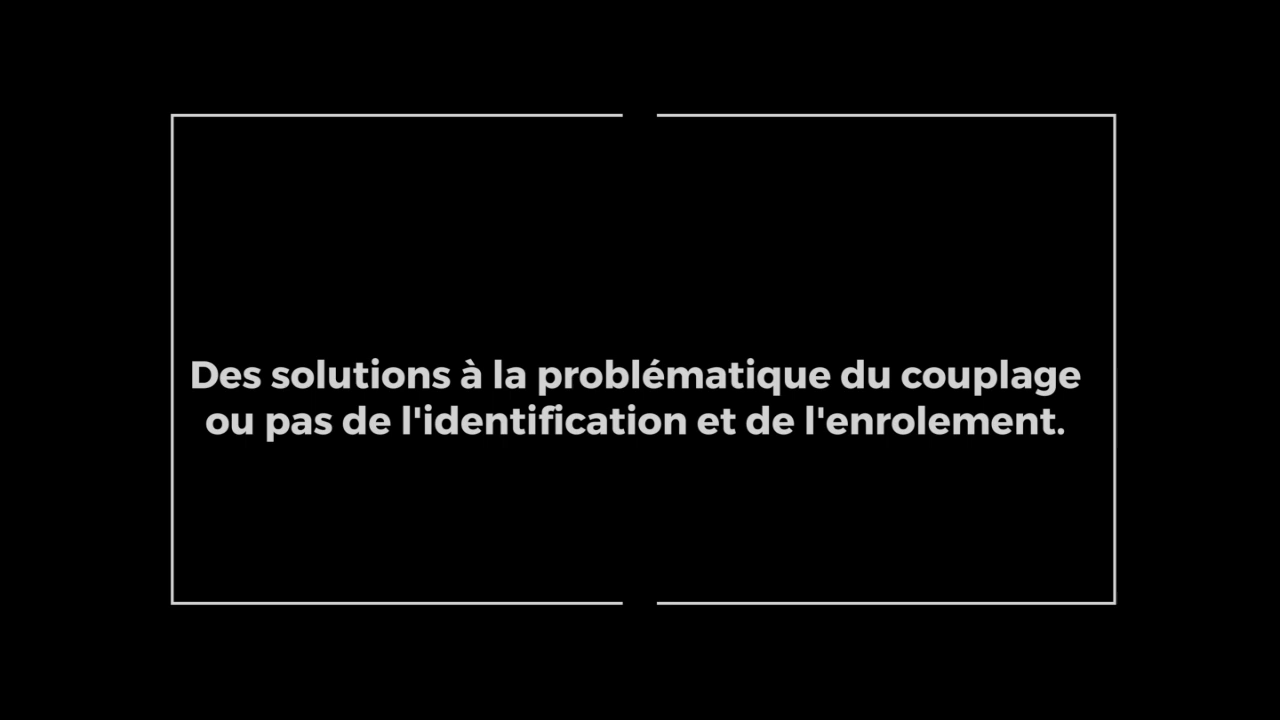 Des solutions à la problématique du couplage
ou pas de l'identification et de l'enrolement.